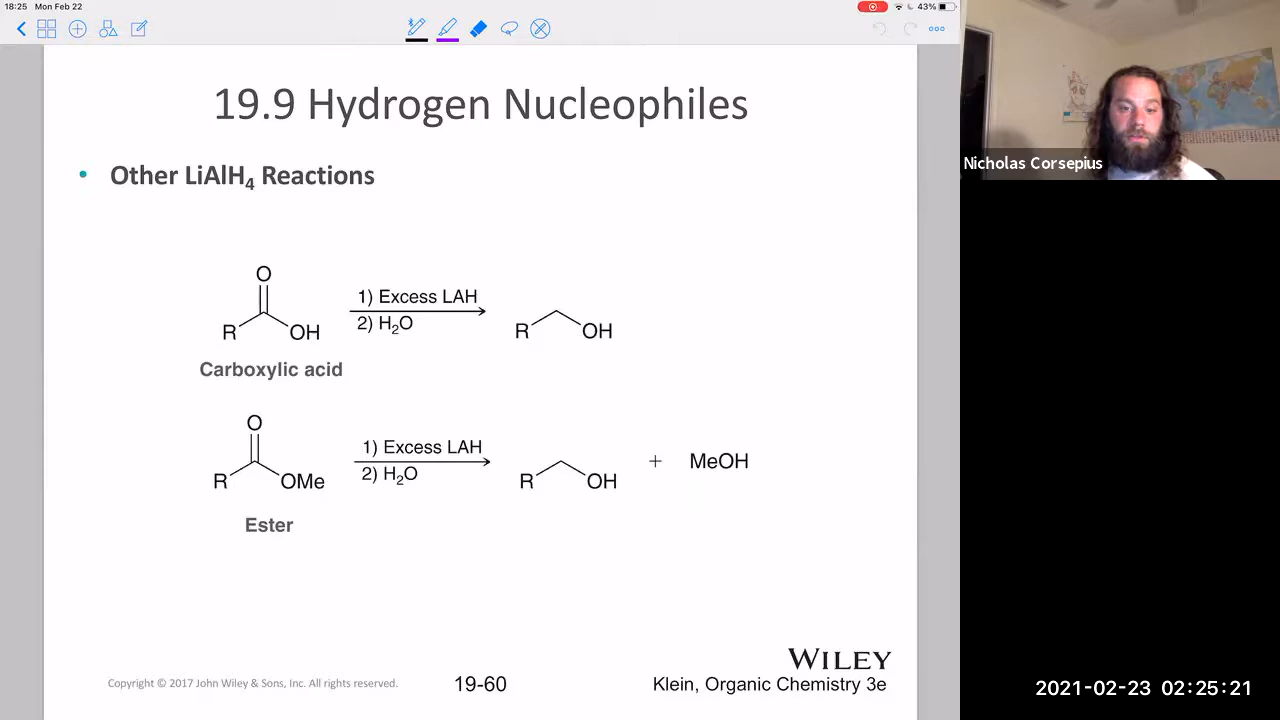 18:25 Mon Feb 22
43%
19.9 Hydrogen Nucleophiles
• Other LiAlH4 Reactions
Nicholas Corsepius
O
R OH
1) Excess LAH
2) H2O
R OH
Carboxylic acid
O
R OMe
1) Excess LAH
2) H2O
R OH + MeOH
Ester
WILEY
Copyright © 2017 John Wiley & Sons, Inc. All rights reserved.
19-60
Klein, Organic Chemistry 3e
2021-02-23 02:25:21